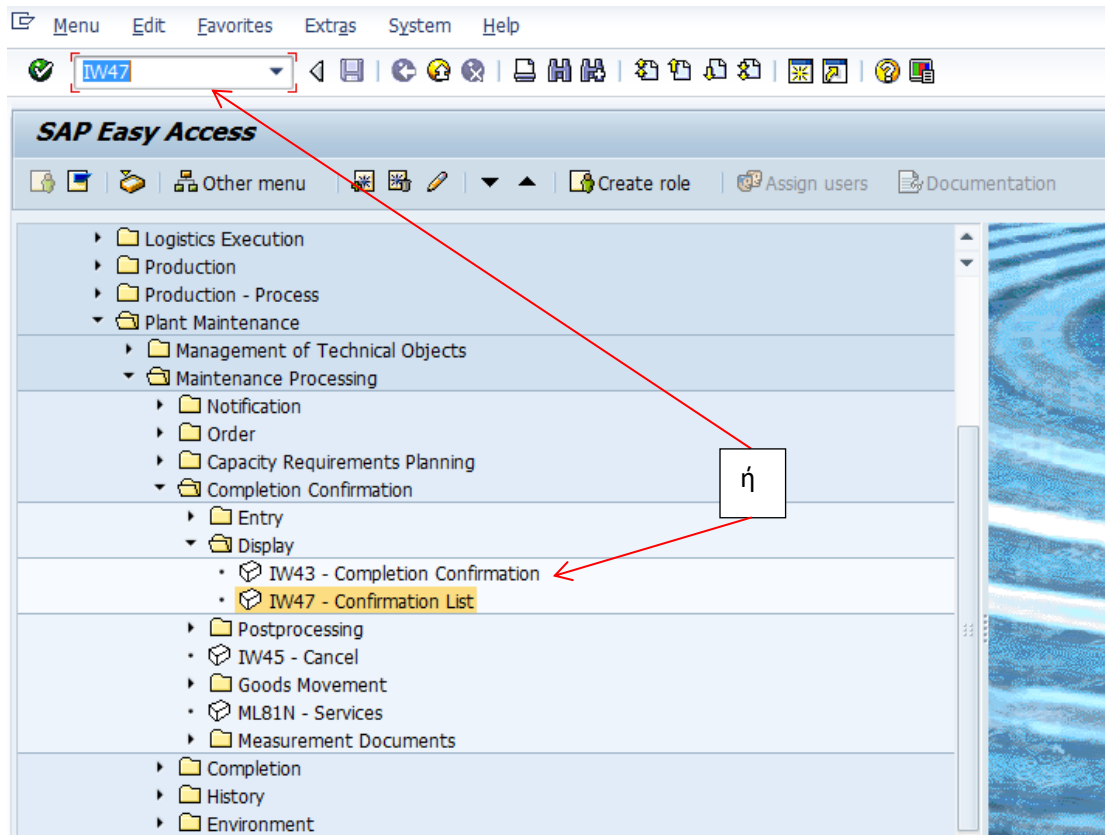 Menu Edit Favorites Extras System Help
IW47
SAP Easy Access
Other menu Create role Assign users Documentation
Logistics Execution
Production
Production - Process
Plant Maintenance
Management of Technical Objects
Maintenance Processing
Notification
Order
Capacity Requirements Planning
ή
Completion Confirmation
Entry
Display
IW43 - Completion Confirmation
IW47 - Confirmation List
Postprocessing
IW45 - Cancel
Goods Movement
ML81N - Services
Measurement Documents
Completion
History
Environment